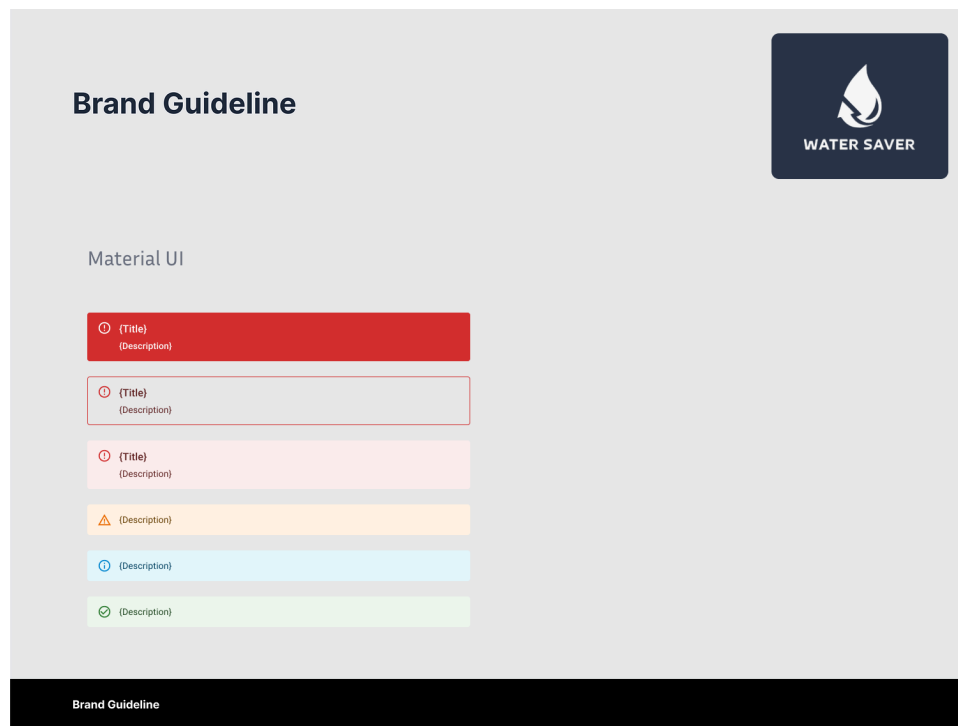 Brand Guideline
WATER SAVER
Material UI
{Title}
{Description}
{Title}
{Description}
{Title}
{Description}
{Description}
{Description}
{Description}
Brand Guideline